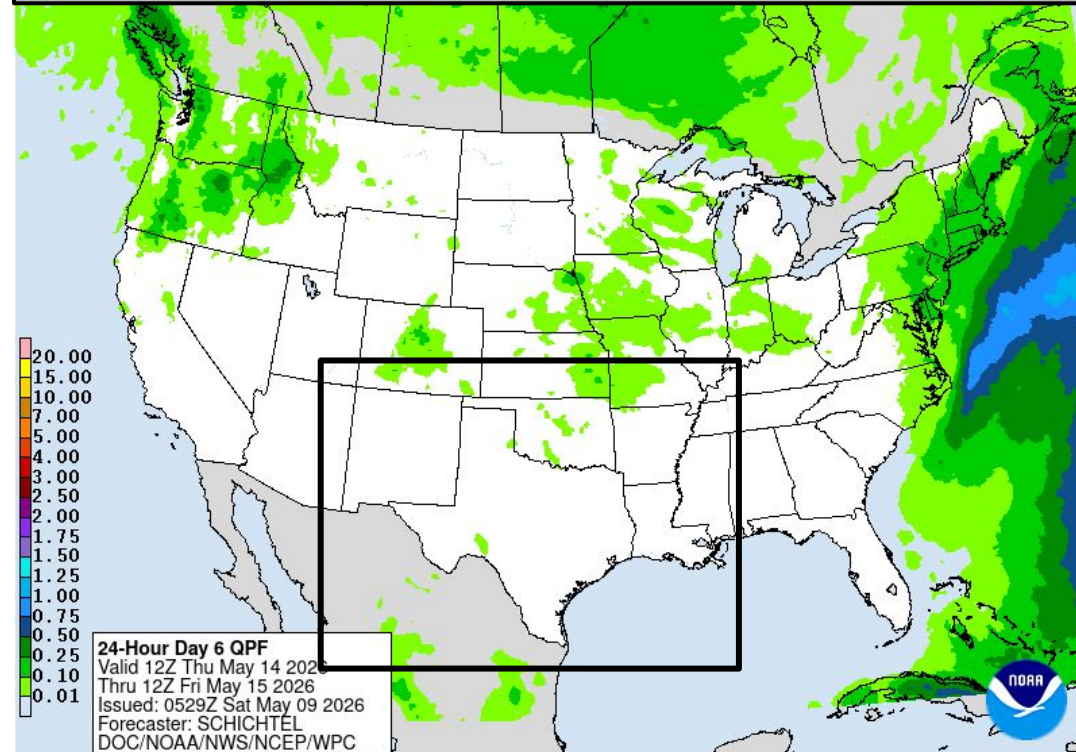 20.00
15.00
10.00
7.00
5.00
4.00
3.00
2.50
2.00
1.75
1.50
1.25
1.00
0.75
0.50
0.25
0.10
0.01
24-Hour Day 6 QPF
Valid 12Z Thu May 14 2026
Thru 12Z Fri May 15 2026
Issued: 0529Z Sat May 09 2026
Forecaster: SCHICHTEL
DOC/NOAA/NWS/NCEP/WPC
NOAA